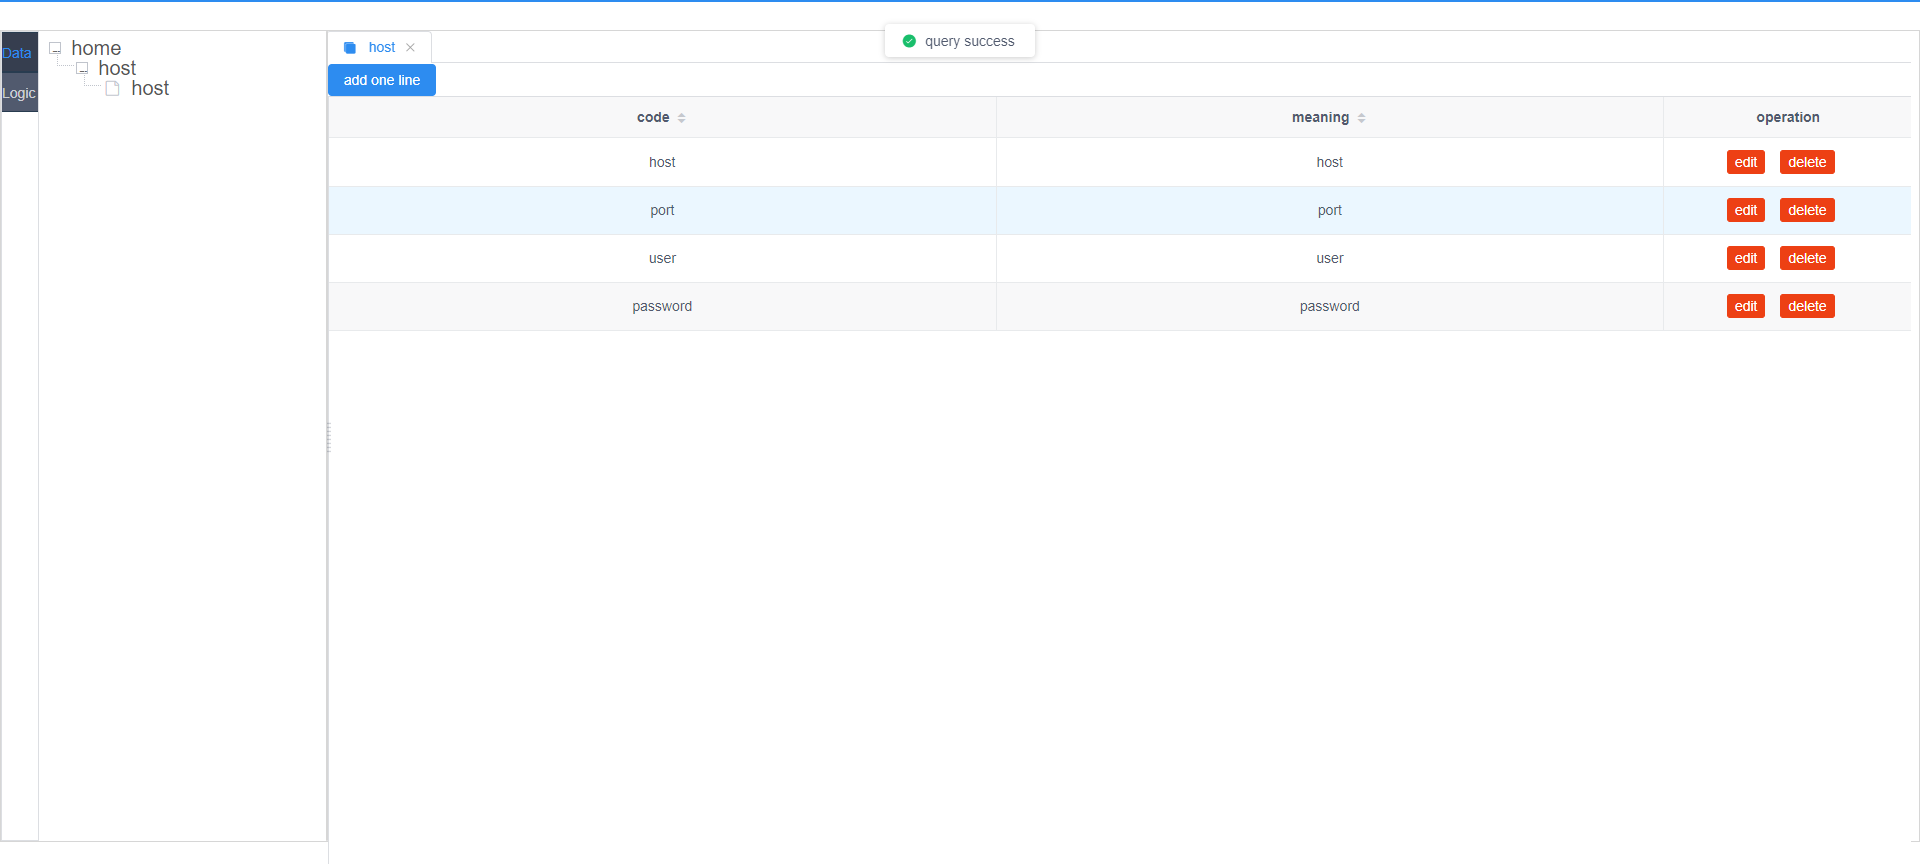 query success
Data
Logic
home
host
host
host
add one line
code meaning operation
host host edit delete
port port edit delete
user user edit delete
password password edit delete